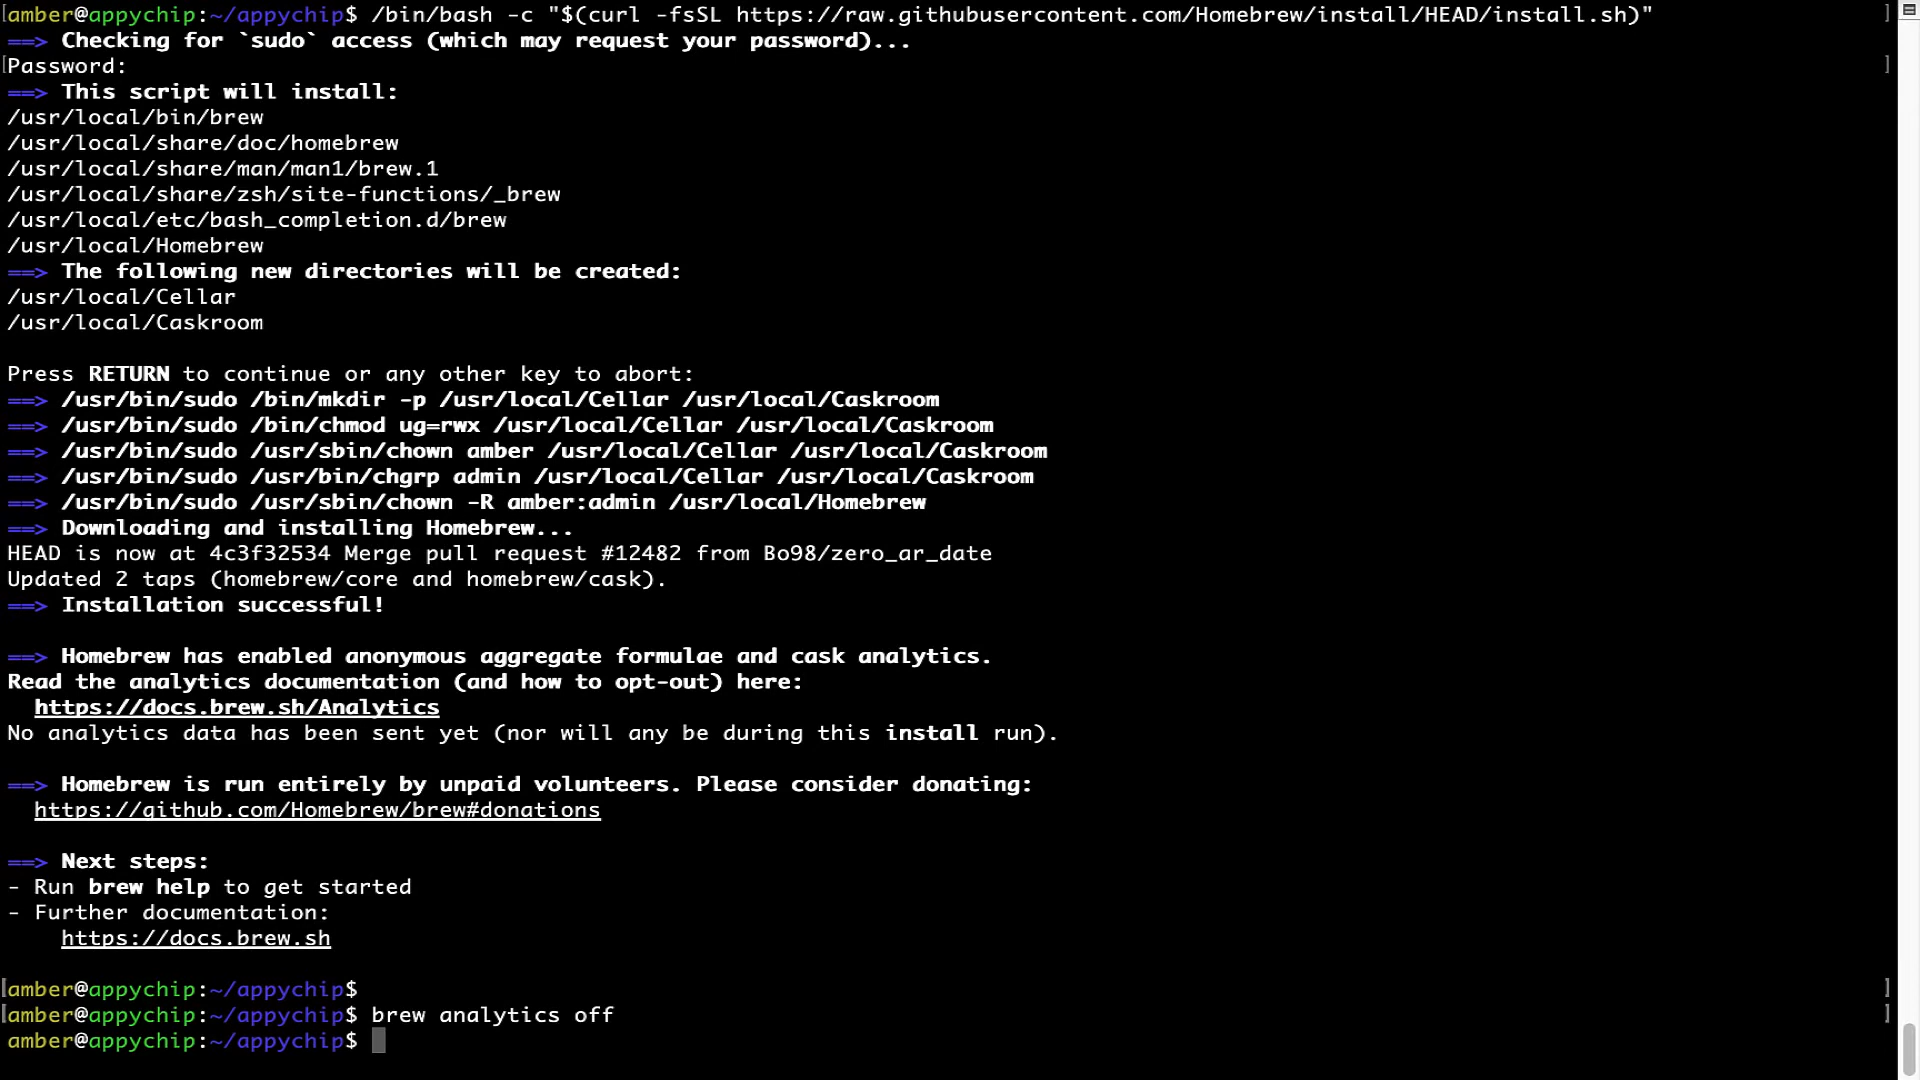 [amber@appychip:~/appychip$ /bin/bash -c "$(curl -fsSL https://raw.githubusercontent.com/Homebrew/install/HEAD/install.sh)" ]
==> Checking for `sudo` access (which may request your password)...
[Password: ]
==> This script will install:
/usr/local/bin/brew
/usr/local/share/doc/homebrew
/usr/local/share/man/man1/brew.1
/usr/local/share/zsh/site-functions/_brew
/usr/local/etc/bash_completion.d/brew
/usr/local/Homebrew
==> The following new directories will be created:
/usr/local/Cellar
/usr/local/Caskroom
Press RETURN to continue or any other key to abort:
==> /usr/bin/sudo /bin/mkdir -p /usr/local/Cellar /usr/local/Caskroom
==> /usr/bin/sudo /bin/chmod ug=rwx /usr/local/Cellar /usr/local/Caskroom
==> /usr/bin/sudo /usr/sbin/chown amber /usr/local/Cellar /usr/local/Caskroom
==> /usr/bin/sudo /usr/bin/chgrp admin /usr/local/Cellar /usr/local/Caskroom
==> /usr/bin/sudo /usr/sbin/chown -R amber:admin /usr/local/Homebrew
==> Downloading and installing Homebrew...
HEAD is now at 4c3f32534 Merge pull request #12482 from Bo98/zero_ar_date
Updated 2 taps (homebrew/core and homebrew/cask).
==> Installation successful!
==> Homebrew has enabled anonymous aggregate formulae and cask analytics.
Read the analytics documentation (and how to opt-out) here:
https://docs.brew.sh/Analytics
No analytics data has been sent yet (nor will any be during this install run).
==> Homebrew is run entirely by unpaid volunteers. Please consider donating:
https://github.com/Homebrew/brew#donations
==> Next steps:
- Run brew help to get started
- Further documentation:
https://docs.brew.sh
[amber@appychip:~/appychip$ ]
[amber@appychip:~/appychip$ brew analytics off ]
amber@appychip:~/appychip$